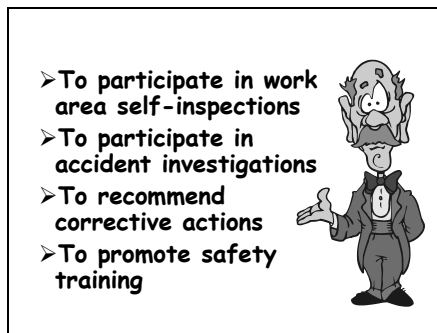 ➢To participate in work
area self-inspections
➢To participate in
accident investigations
➢To recommend
corrective actions
➢To promote safety
training